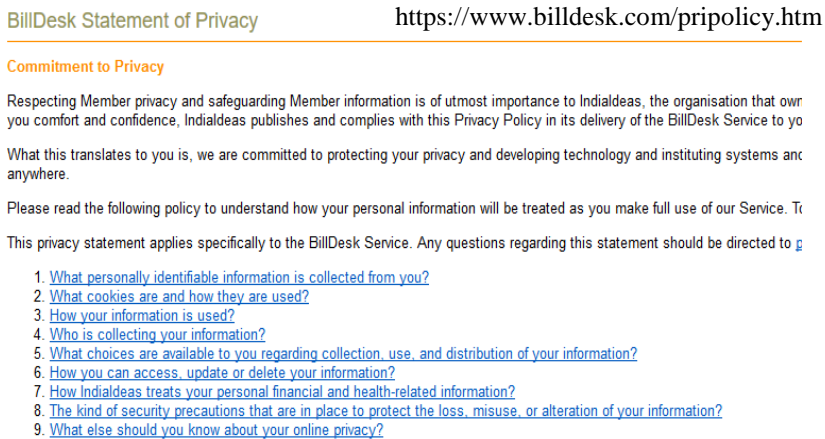 BillDesk Statement of Privacy https://www.billdesk.com/pripolicy.htm
Commitment to Privacy
Respecting Member privacy and safeguarding Member information is of utmost importance to IndiaIdeas, the organisation that own
you comfort and confidence, IndiaIdeas publishes and complies with this Privacy Policy in its delivery of the BillDesk Service to yo
What this translates to you is, we are committed to protecting your privacy and developing technology and instituting systems and
anywhere.
Please read the following policy to understand how your personal information will be treated as you make full use of our Service. To
This privacy statement applies specifically to the BillDesk Service. Any questions regarding this statement should be directed to p
1. What personally identifiable information is collected from you?
2. What cookies are and how they are used?
3. How your information is used?
4. Who is collecting your information?
5. What choices are available to you regarding collection, use, and distribution of your information?
6. How you can access, update or delete your information?
7. How IndiaIdeas treats your personal financial and health-related information?
8. The kind of security precautions that are in place to protect the loss, misuse, or alteration of your information?
9. What else should you know about your online privacy?